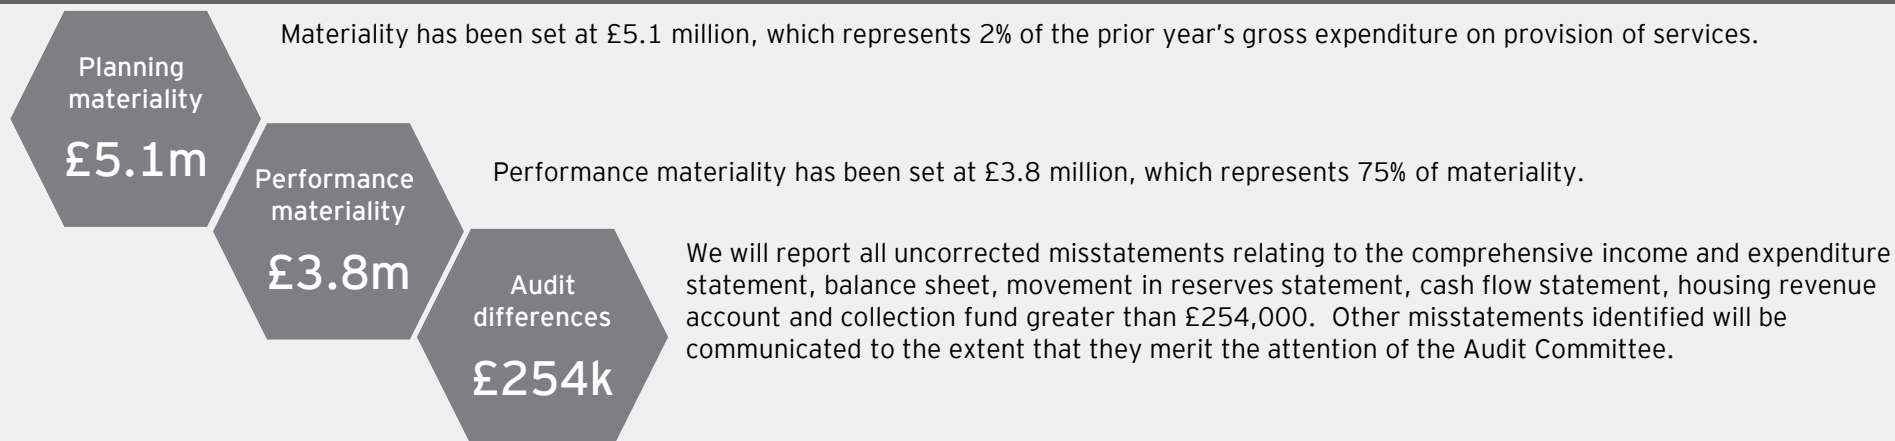 Materiality has been set at £5.1 million, which represents 2% of the prior year's gross expenditure on provision of services.
Planning
materiality
£5.1m
Performance materiality has been set at £3.8 million, which represents 75% of materiality.
Performance
materiality
£3.8m
We will report all uncorrected misstatements relating to the comprehensive income and expenditure
statement, balance sheet, movement in reserves statement, cash flow statement, housing revenue
account and collection fund greater than £254,000.  Other misstatements identified will be
communicated to the extent that they merit the attention of the Audit Committee.
Audit
differences
£254k